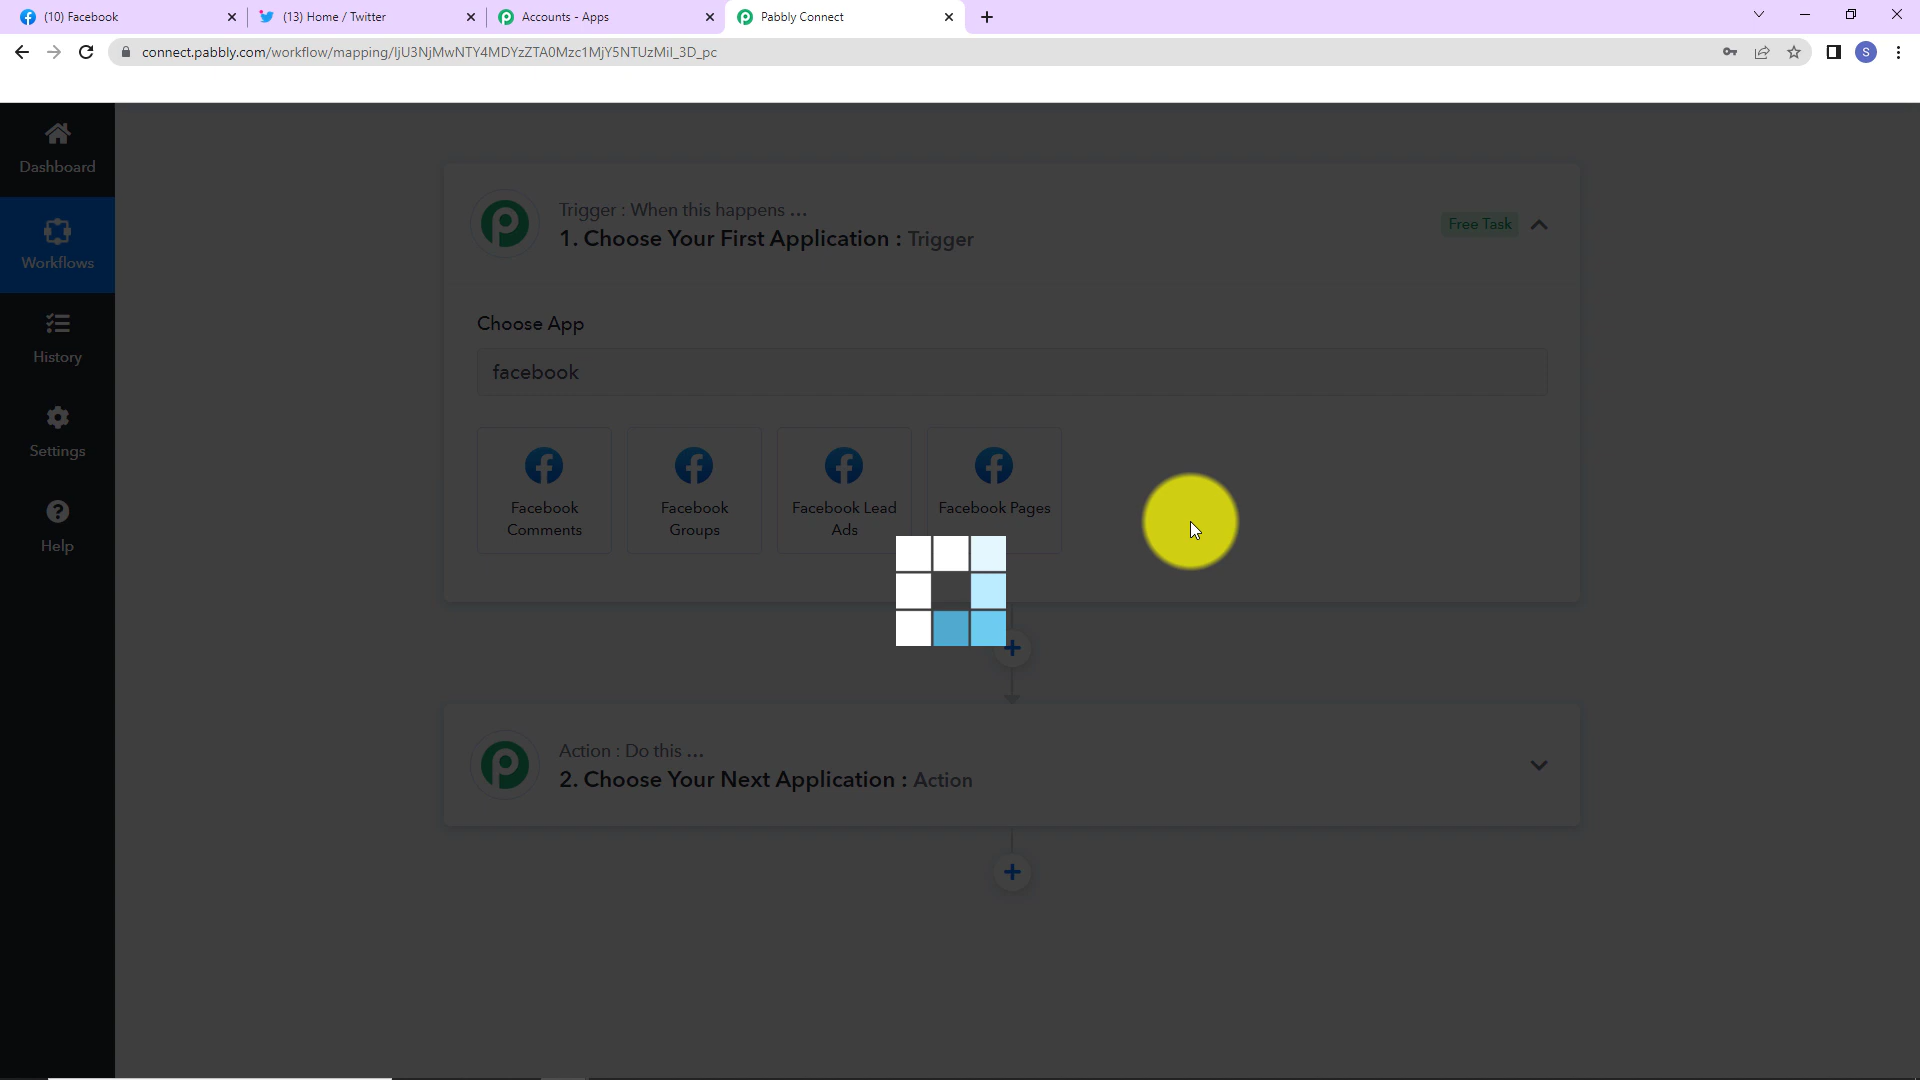 (10) Facebook
(13) Home / Twitter
Accounts - Apps
Pabbly Connect
connect.pabbly.com/workflow/mapping/IjU3NjMwNTY4MDYzZTA0Mzc1MjY5NTUzMiI_3D_pc
S
Dashboard
Workflows
History
Settings
Help
Trigger : When this happens ...
1. Choose Your First Application : Trigger
Free Task
Choose App
facebook
Facebook
Comments
Facebook
Groups
Facebook Lead
Ads
Facebook Pages
Action : Do this ...
2. Choose Your Next Application : Action